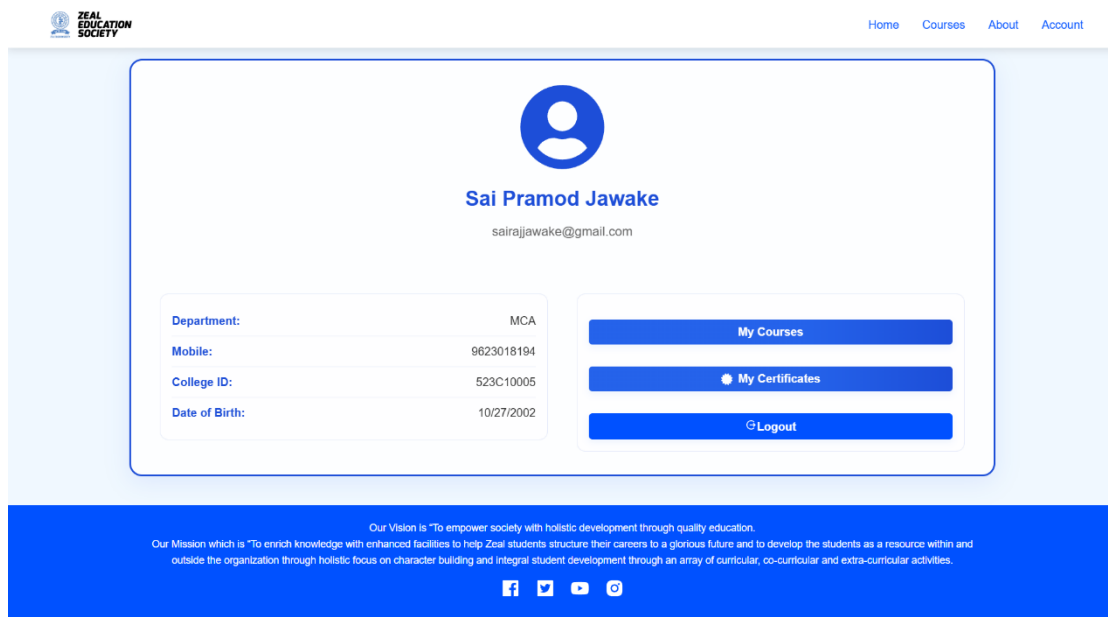 ZEAL
EDUCATION
SOCIETY
Home Courses About Account
Sai Pramod Jawake
sairajjawake@gmail.com
Department: MCA
Mobile: 9623018194
College ID: 523C10005
Date of Birth: 10/27/2002
My Courses
My Certificates
Logout
Our Vision is "To empower society with holistic development through quality education.
Our Mission which is "To enrich knowledge with enhanced facilities to help Zeal students structure their careers to a glorious future and to develop the students as a resource within and
outside the organization through holistic focus on character building and integral student development through an array of curricular, co-curricular and extra-curricular activities.